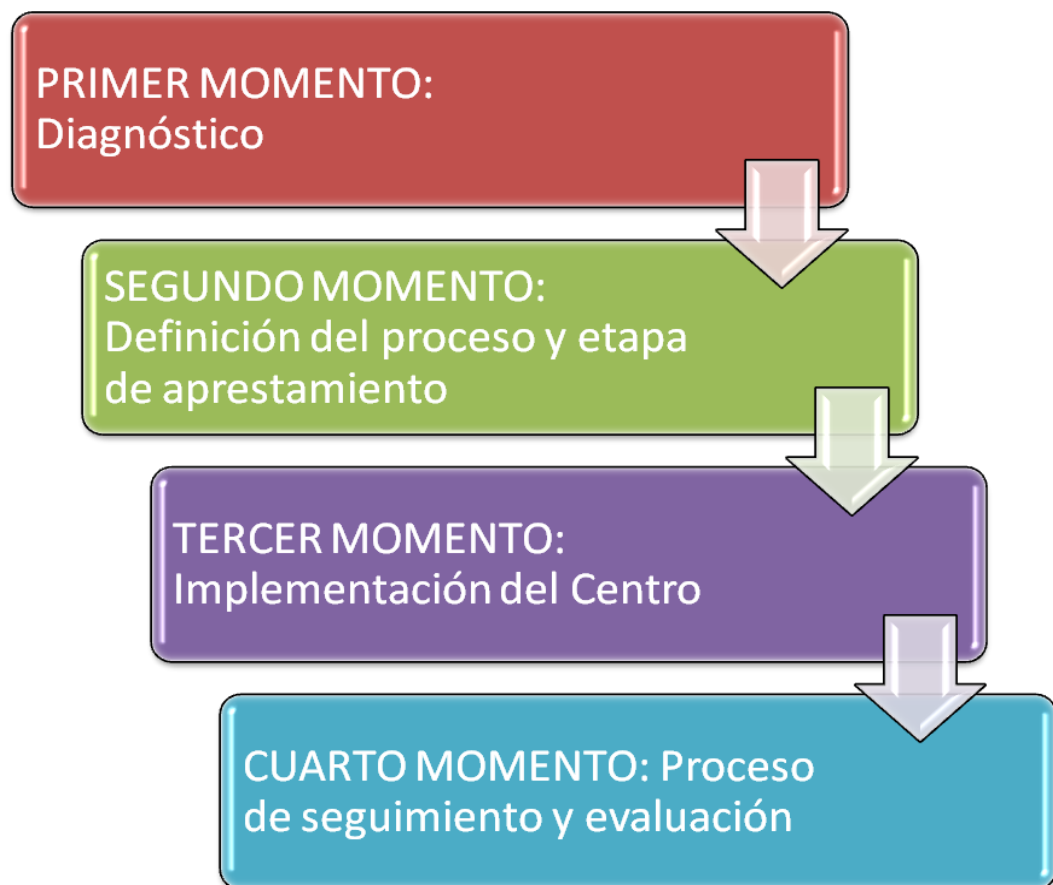 PRIMER MOMENTO:
Diagnóstico
SEGUNDO MOMENTO:
Definición del proceso y etapa
de aprestamiento
TERCER MOMENTO:
Implementación del Centro
CUARTO MOMENTO: Proceso
de seguimiento y evaluación